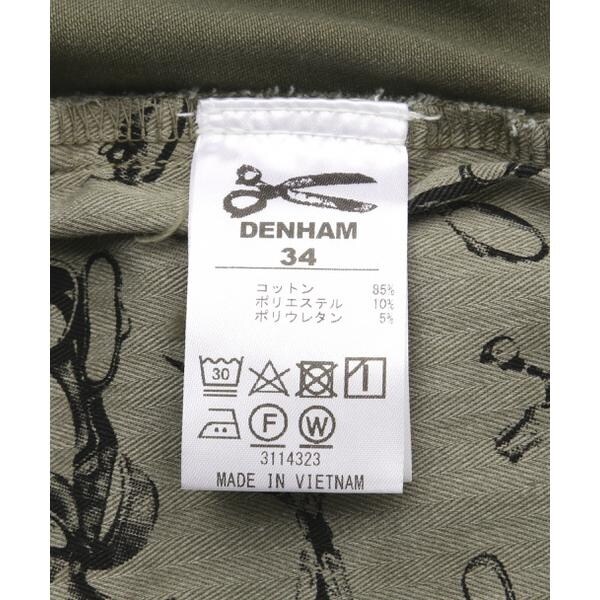 DENHAM
34
コットン 85%
ポリエステル 10%
ポリウレタン 5%
30
F W
3114323
MADE IN VIETNAM